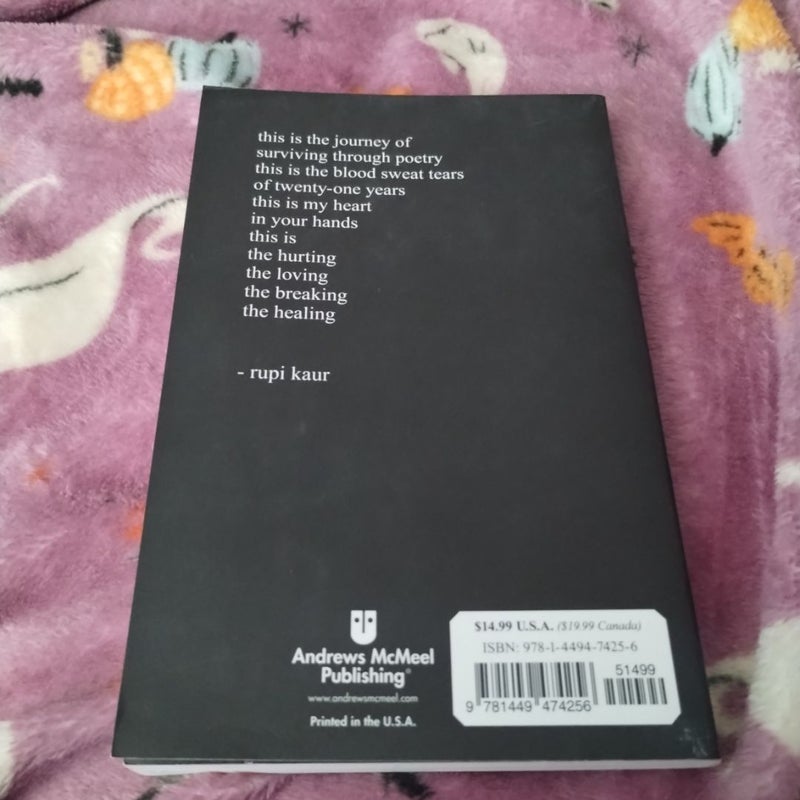 this is the journey of
surviving through poetry
this is the blood sweat tears
of twenty-one years
this is my heart
in your hands
this is
the hurting
the loving
the breaking
the healing
- rupi kaur
Andrews McMeel
Publishing®
www.andrewsmcmeel.com
Printed in the U.S.A.
$14.99 U.S.A. ($19.99 Canada)
ISBN: 978-1-4494-7425-6
51499
9 781449 474256